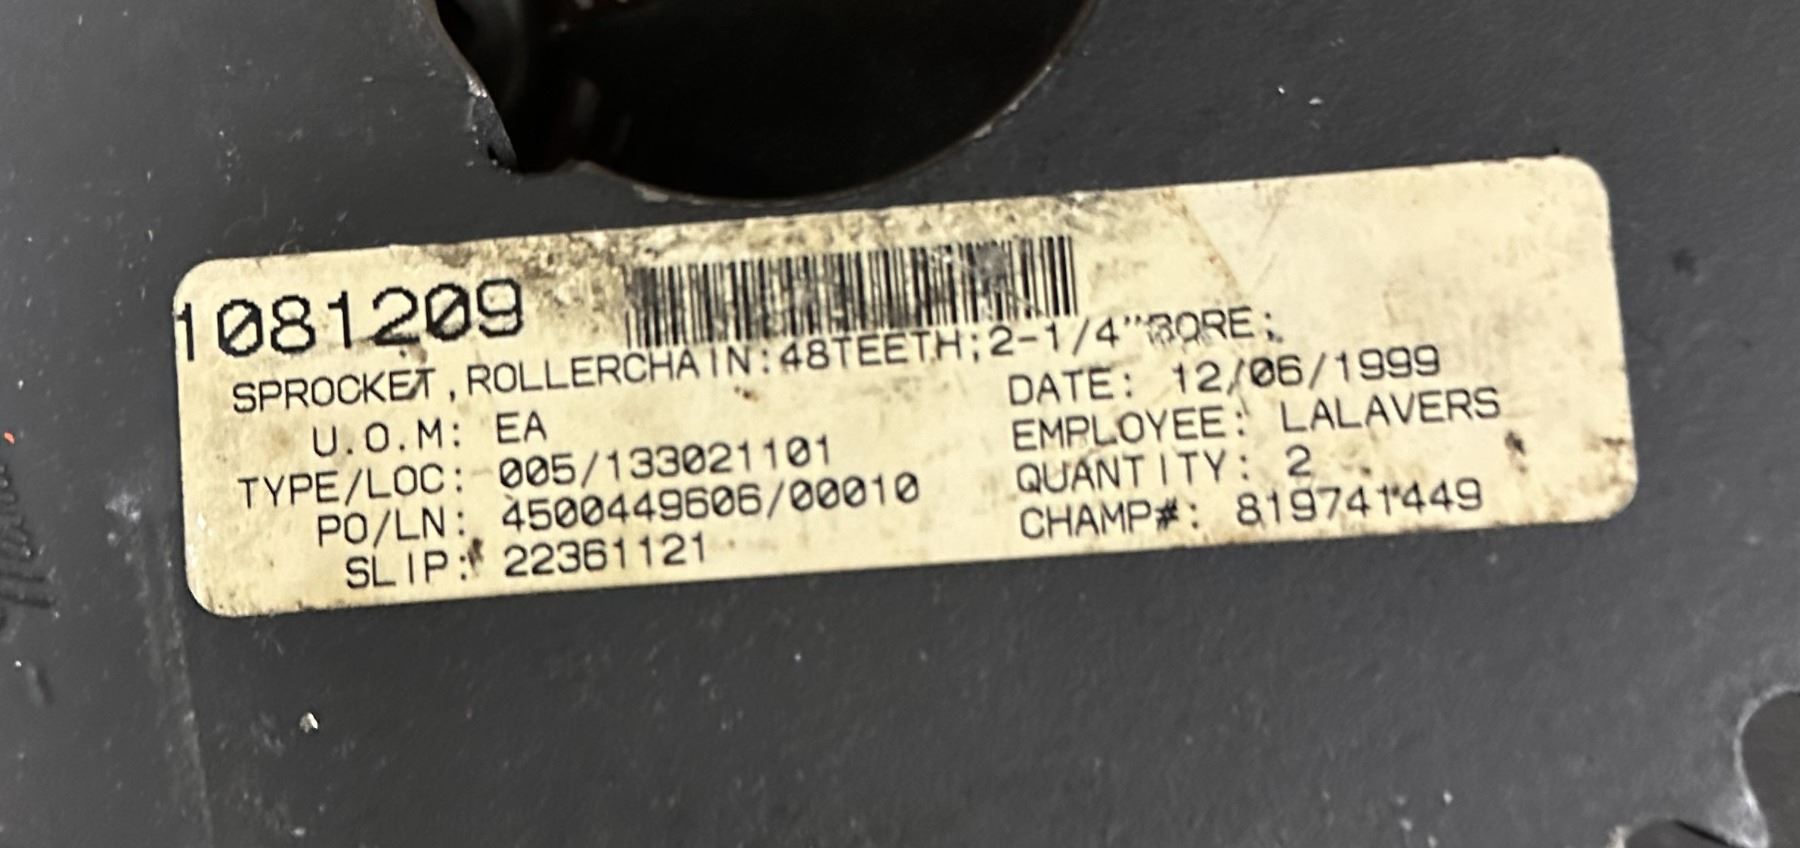 1081209
SPROCKET,ROLLERCHAIN:48TEETH;2-1/4"BORE;
U.O.M: EA
DATE: 12/06/1999
TYPE/LOC: 005/133021101
EMPLOYEE: LALAVERS
PO/LN: 4500449606/00010
QUANTITY: 2
SLIP: 22361121
CHAMP#: 819741449